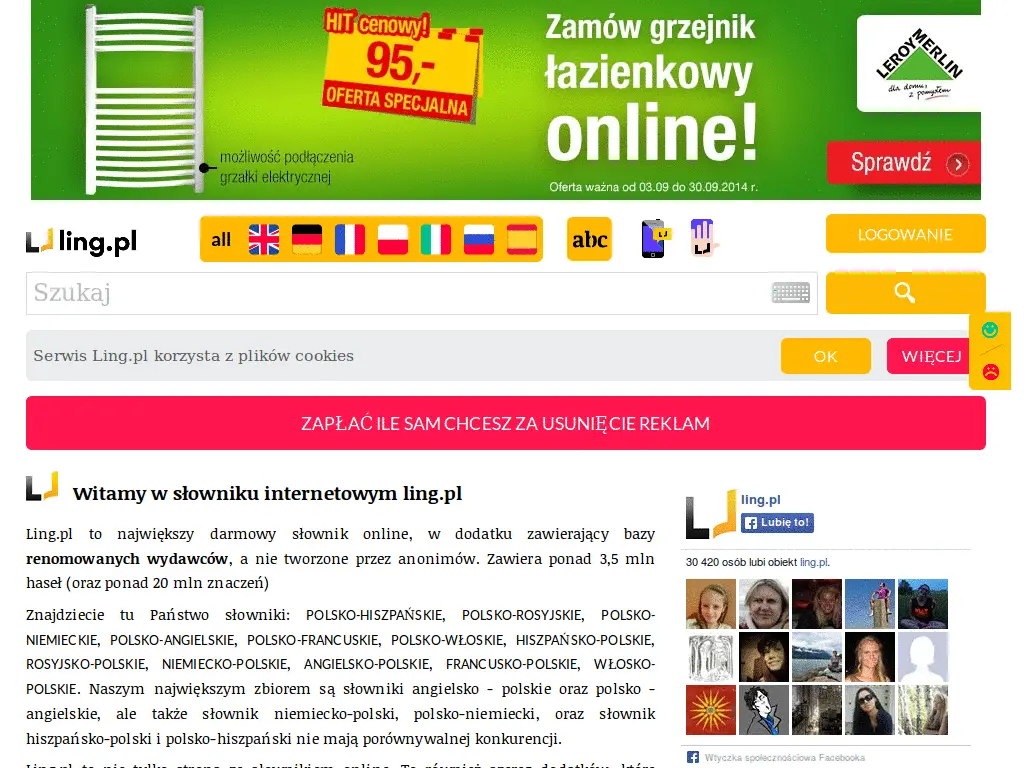 HIT cenowy!
95,-
OFERTA SPECJALNA
możliwość podłączenia
grzałki elektrycznej
Zamów grzejnik
łazienkowy
online!
Oferta ważna od 03.09 do 30.09.2014 r.
LEROY MERLIN
dla domu,
z pomysłem
Sprawdź
ling.pl
all
abc
LOGOWANIE
Szukaj
Serwis Ling.pl korzysta z plików cookies
OK
WIĘCEJ
ZAPŁAĆ ILE SAM CHCESZ ZA USUNIĘCIE REKLAM
Witamy w słowniku internetowym ling.pl
Ling.pl to największy darmowy słownik online, w dodatku zawierający bazy
renomowanych wydawców, a nie tworzone przez anonimów. Zawiera ponad 3,5 mln
haseł (oraz ponad 20 mln znaczeń)
Znajdziecie tu Państwo słowniki: POLSKO-HISZPAŃSKIE, POLSKO-ROSYJSKIE, POLSKO-
NIEMIECKIE, POLSKO-ANGIELSKIE, POLSKO-FRANCUSKIE, POLSKO-WŁOSKIE, HISZPAŃSKO-POLSKIE,
ROSYJSKO-POLSKIE, NIEMIECKO-POLSKIE, ANGIELSKO-POLSKIE, FRANCUSKO-POLSKIE, WŁOSKO-
POLSKIE. Naszym największym zbiorem są słowniki angielsko - polskie oraz polsko -
angielskie, ale także słownik niemiecko-polski, polsko-niemiecki, oraz słownik
hiszpańsko-polski i polsko-hiszpański nie mają porównywalnej konkurencji.
ling.pl
Lubię to!
30 420 osób lubi obiekt ling.pl.
Wtyczka społecznościowa Facebooka